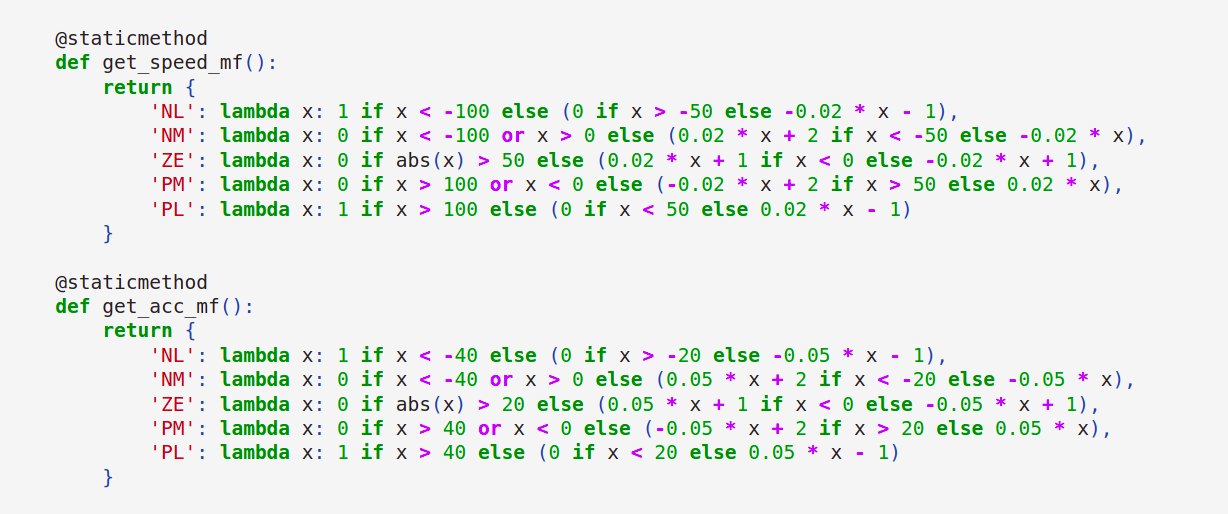 @staticmethod
def get_speed_mf():
    return {
        'NL': lambda x: 1 if x < -100 else (0 if x > -50 else -0.02 * x - 1),
        'NM': lambda x: 0 if x < -100 or x > 0 else (0.02 * x + 2 if x < -50 else -0.02 * x),
        'ZE': lambda x: 0 if abs(x) > 50 else (0.02 * x + 1 if x < 0 else -0.02 * x + 1),
        'PM': lambda x: 0 if x > 100 or x < 0 else (-0.02 * x + 2 if x > 50 else 0.02 * x),
        'PL': lambda x: 1 if x > 100 else (0 if x < 50 else 0.02 * x - 1)
    }

@staticmethod
def get_acc_mf():
    return {
        'NL': lambda x: 1 if x < -40 else (0 if x > -20 else -0.05 * x - 1),
        'NM': lambda x: 0 if x < -40 or x > 0 else (0.05 * x + 2 if x < -20 else -0.05 * x),
        'ZE': lambda x: 0 if abs(x) > 20 else (0.05 * x + 1 if x < 0 else -0.05 * x + 1),
        'PM': lambda x: 0 if x > 40 or x < 0 else (-0.05 * x + 2 if x > 20 else 0.05 * x),
        'PL': lambda x: 1 if x > 40 else (0 if x < 20 else 0.05 * x - 1)
    }